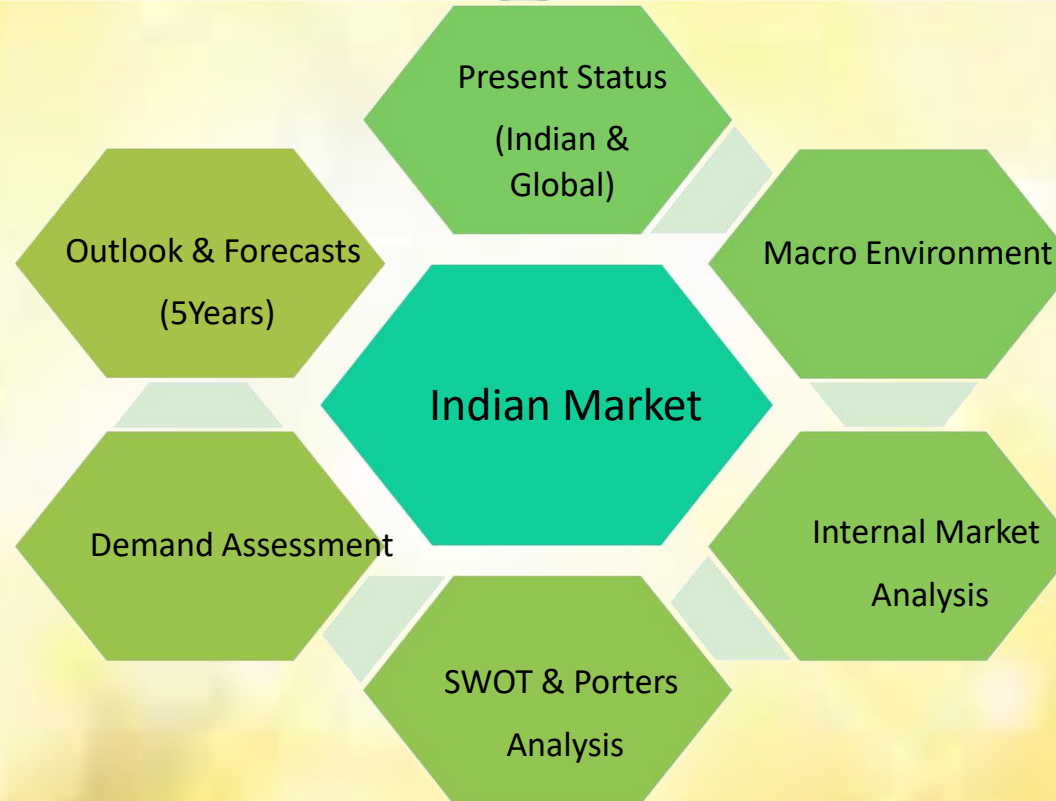 Present Status
(Indian &
Global)
Macro Environment
Internal Market
Analysis
SWOT & Porters
Analysis
Demand Assessment
Outlook & Forecasts
(5Years)
Indian Market